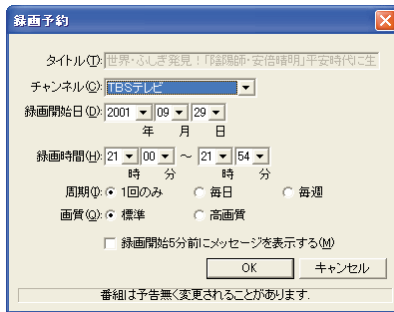 録画予約
タイトル(T): 世界・ふしぎ発見!「陰陽師・安倍晴明」平安時代に生
チャンネル(C): TBSテレビ
録画開始日(D): 2001 09 29
年 月 日
録画時間(H): 21 00 ~ 21 54
時 分 時 分
周期(I): 1回のみ 毎日 毎週
画質(Q): 標準 高画質
録画開始5分前にメッセージを表示する(M)
OK キャンセル
番組は予告無く変更されることがあります.